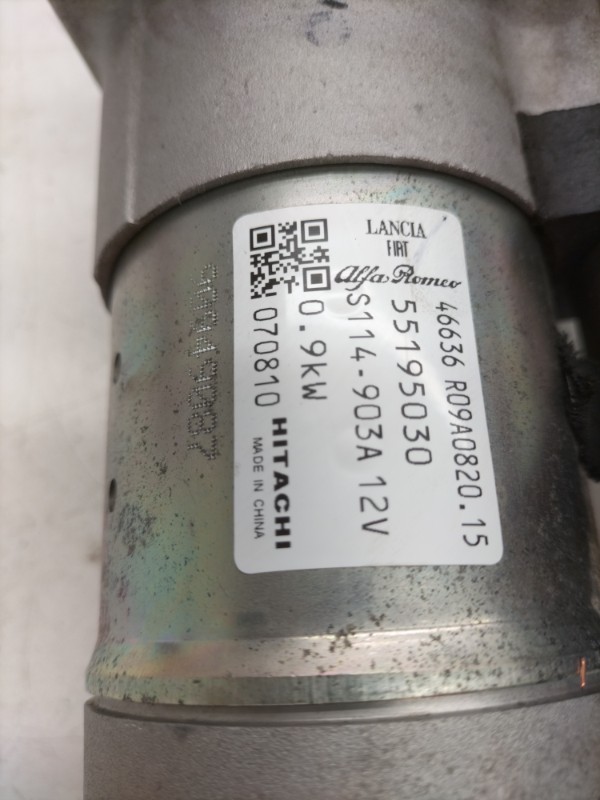 LANCIA
FIAT
Alfa Romeo
46636 R09A0820.15
55195030
S114-903A 12V
0.9kW
070810
HITACHI
MADE IN CHINA